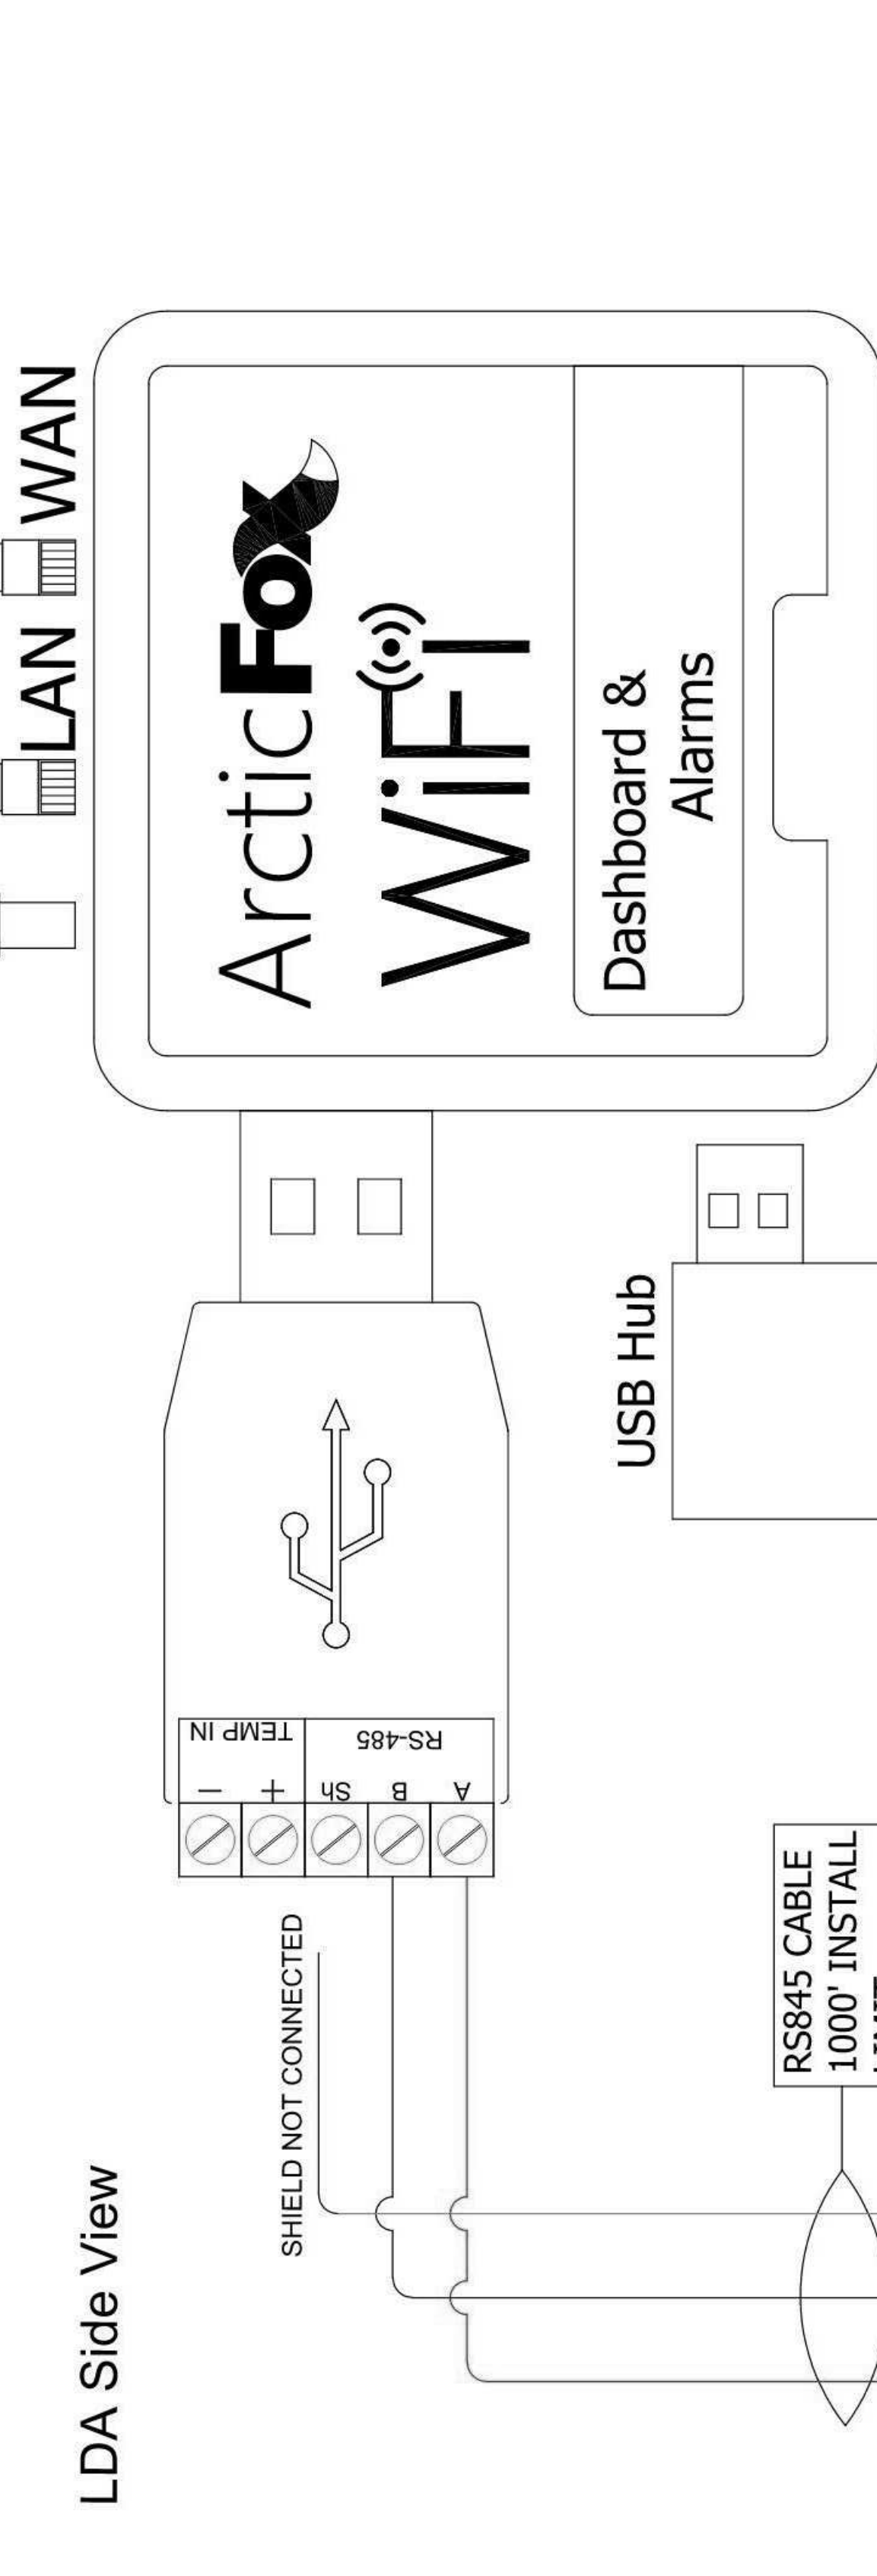 LAN WAN
ArcticFox
WiFi
Dashboard &
Alarms
USB Hub
TEMP IN
RS-485
– + Sh B A
SHIELD NOT CONNECTED
RS845 CABLE
1000' INSTALL
LDA Side View